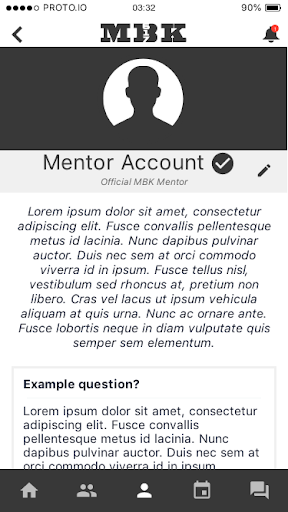 PROTO.IO 03:32 90%
MBK
Mentor Account
Official MBK Mentor
Lorem ipsum dolor sit amet, consectetur
adipiscing elit. Fusce convallis pellentesque
metus id lacinia. Nunc dapibus pulvinar
auctor. Duis nec sem at orci commodo
viverra id in ipsum. Fusce tellus nisl,
vestibulum sed rhoncus at, pretium non
libero. Cras vel lacus ut ipsum vehicula
aliquam at quis urna. Nunc ac ornare ante.
Fusce lobortis neque in diam vulputate quis
semper sem elementum.
Example question?
Lorem ipsum dolor sit amet, consectetur
adipiscing elit. Fusce convallis
pellentesque metus id lacinia. Nunc
dapibus pulvinar auctor. Duis nec sem at
orci commodo viverra id in ipsum.